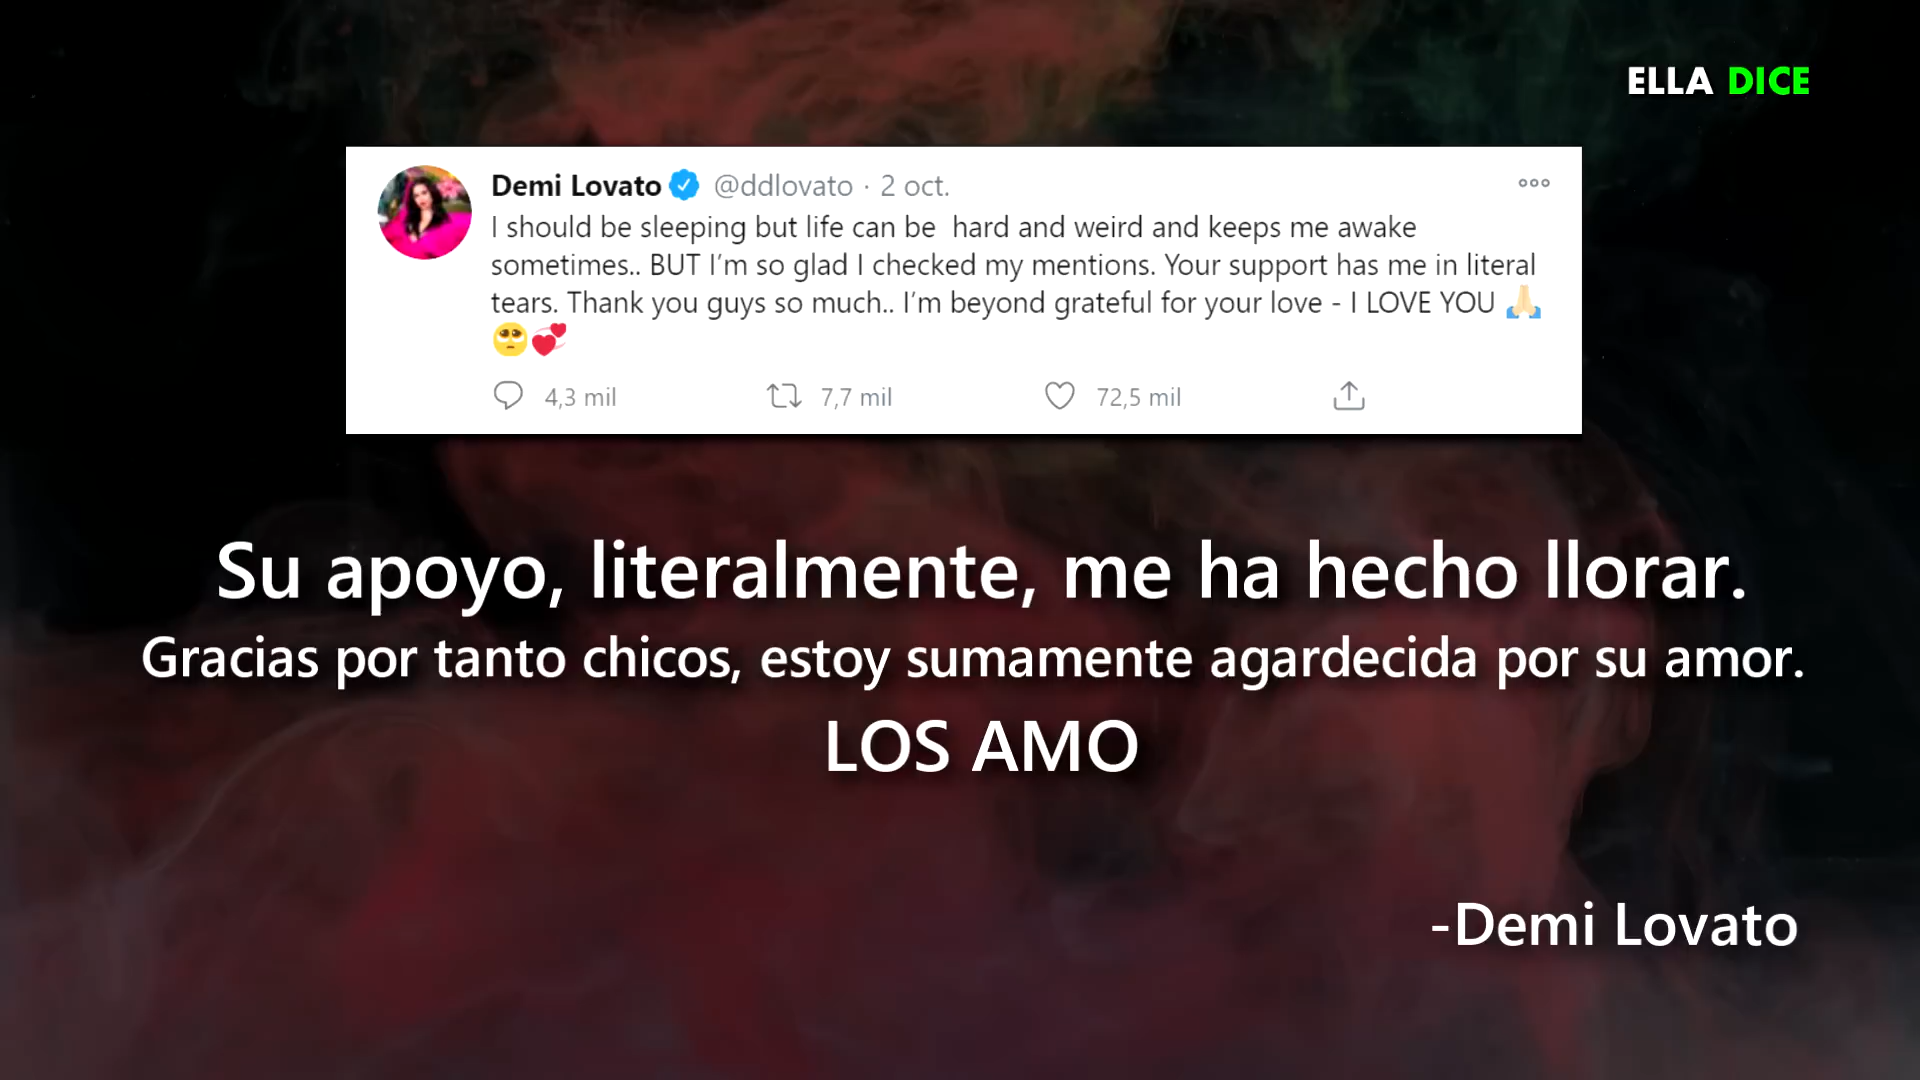 ELLA DICE
Demi Lovato @ddlovato · 2 oct.
I should be sleeping but life can be  hard and weird and keeps me awake
sometimes.. BUT I’m so glad I checked my mentions. Your support has me in literal
tears. Thank you guys so much.. I’m beyond grateful for your love - I LOVE YOU 🙏🏻
🥺💞
4,3 mil 7,7 mil 72,5 mil
Su apoyo, literalmente, me ha hecho llorar.
Gracias por tanto chicos, estoy sumamente agardecida por su amor.
LOS AMO
-Demi Lovato